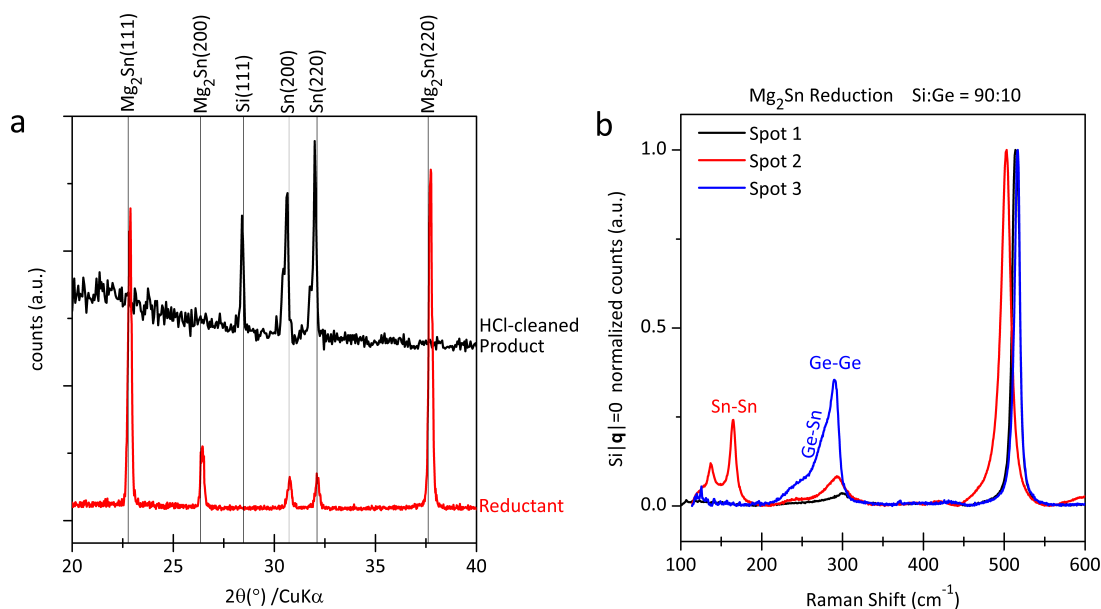 Mg2Sn(111)
Mg2Sn(200)
Si(111)
Sn(200)
Sn(220)
Mg2Sn(220)
a
counts (a.u.)
HCl-cleaned
Product
Reductant
20
25
30
35
40
2θ(°) /CuKα
Mg2Sn Reduction Si:Ge = 90:10
b
Spot 1
Spot 2
Spot 3
1.0
0.5
0.0
Si|q|=0 normalized counts (a.u.)
Sn-Sn
Ge-Sn
Ge-Ge
100
200
300
400
500
600
Raman Shift (cm-1)